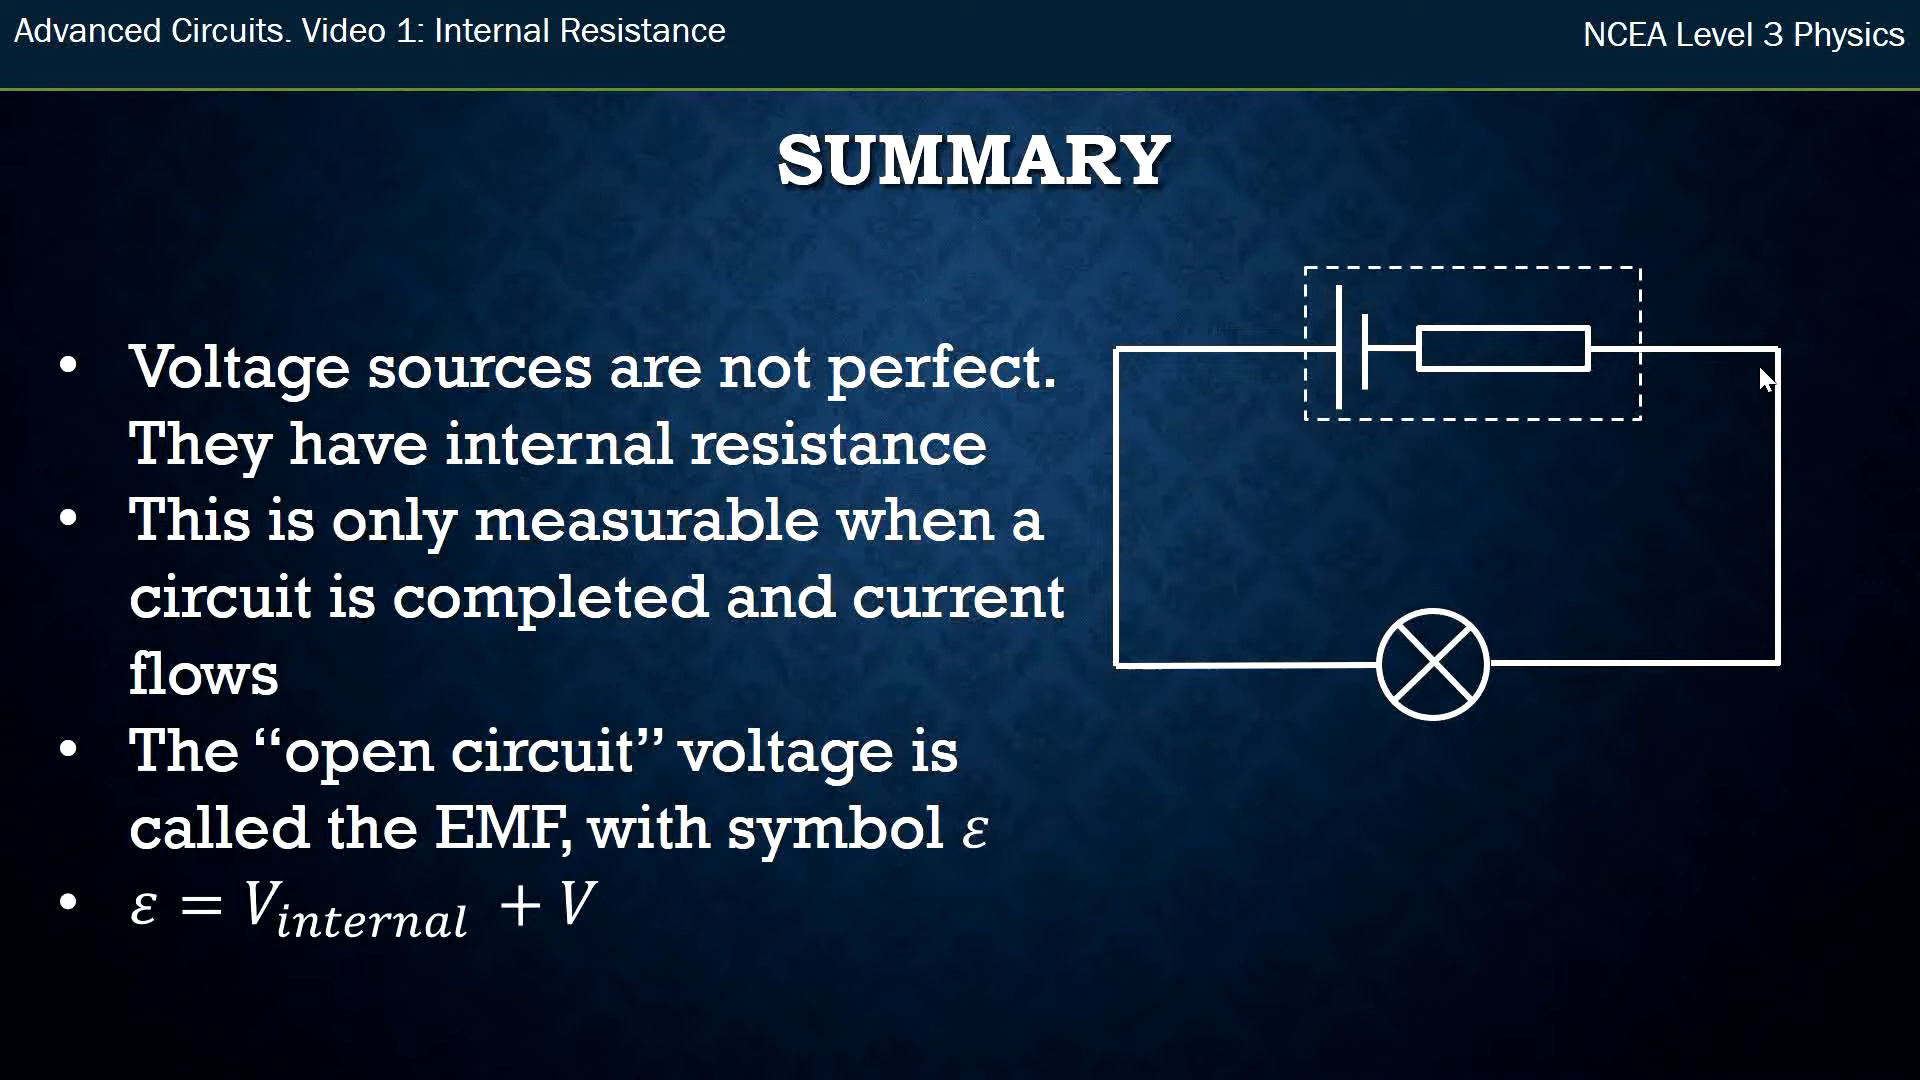 Advanced Circuits. Video 1: Internal Resistance
NCEA Level 3 Physics
SUMMARY
• Voltage sources are not perfect.
They have internal resistance
• This is only measurable when a
circuit is completed and current
flows
• The “open circuit” voltage is
called the EMF, with symbol ε
• ε = V_internal + V